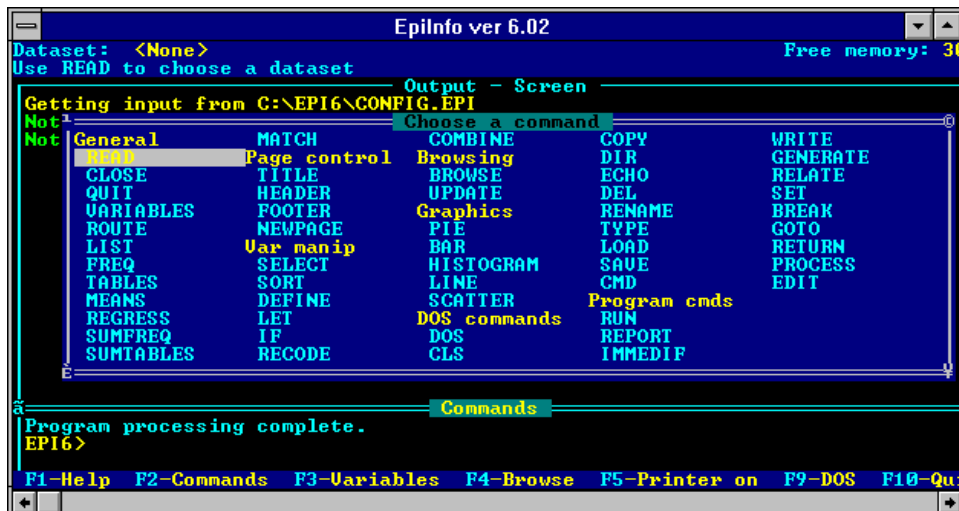 EpiInfo ver 6.02
Dataset: <None> Free memory: 30
Use READ to choose a dataset
Output - Screen
Getting input from C:\EPI6\CONFIG.EPI
Not
Choose a command
Not General MATCH COMBINE COPY WRITE
READ Page control Browsing DIR GENERATE
CLOSE TITLE BROWSE ECHO RELATE
QUIT HEADER UPDATE DEL SET
VARIABLES FOOTER Graphics RENAME BREAK
ROUTE NEWPAGE PIE TYPE GOTO
LIST Var manip BAR LOAD RETURN
FREQ SELECT HISTOGRAM SAVE PROCESS
TABLES SORT LINE CMD EDIT
MEANS DEFINE SCATTER Program cmds
REGRESS LET DOS commands RUN
SUMFREQ IF DOS REPORT
SUMTABLES RECODE CLS IMMEDIF
Commands
Program processing complete.
EPI6>
F1-Help F2-Commands F3-Variables F4-Browse F5-Printer on F9-DOS F10-Qui